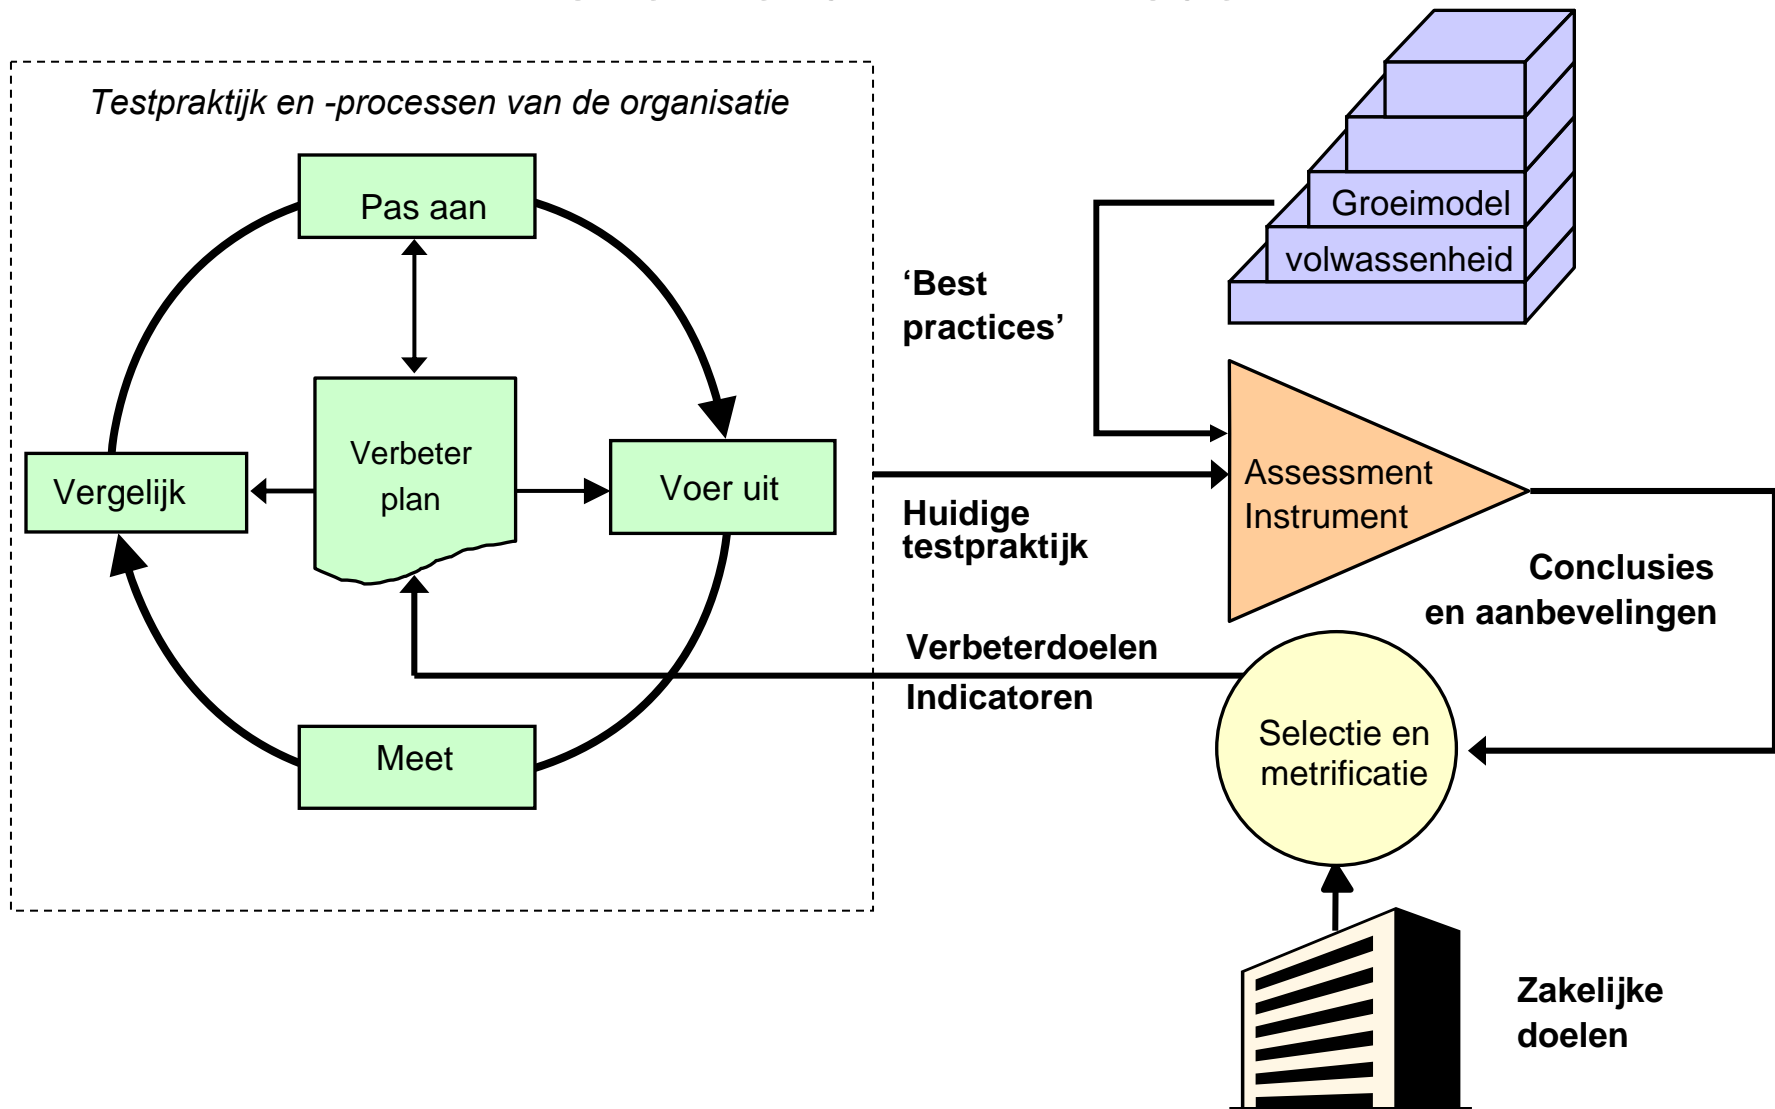 Testpraktijk en -processen van de organisatie
Pas aan
Vergelijk
Verbeter
plan
Voer uit
Meet
‘Best
practices’
Groeimodel
volwassenheid
Huidige
testpraktijk
Assessment
Instrument
Conclusies
en aanbevelingen
Verbeterdoelen
Indicatoren
Selectie en
metrificatie
Zakelijke
doelen